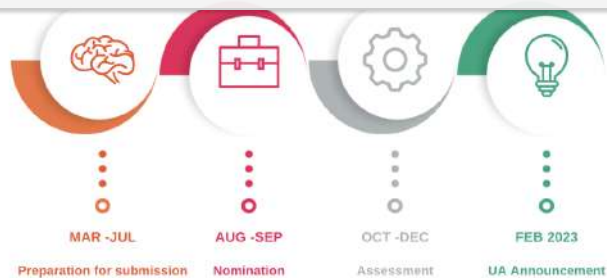 MAR -JUL
AUG -SEP
OCT -DEC
FEB 2023
Preparation for submission
Nomination
Assessment
UA Announcement